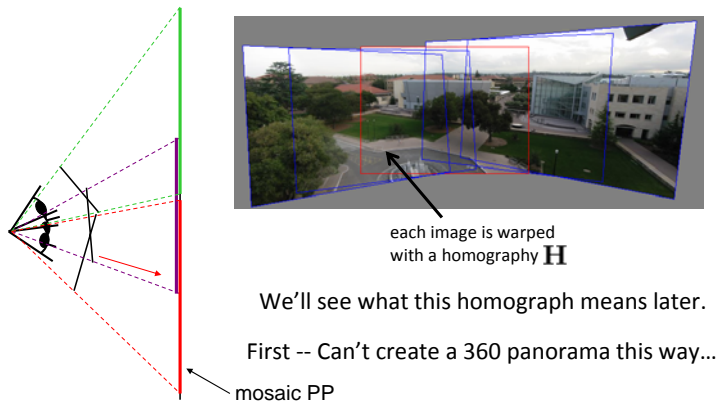 each image is warped
with a homography H
We'll see what this homograph means later.
First -- Can't create a 360 panorama this way…
mosaic PP